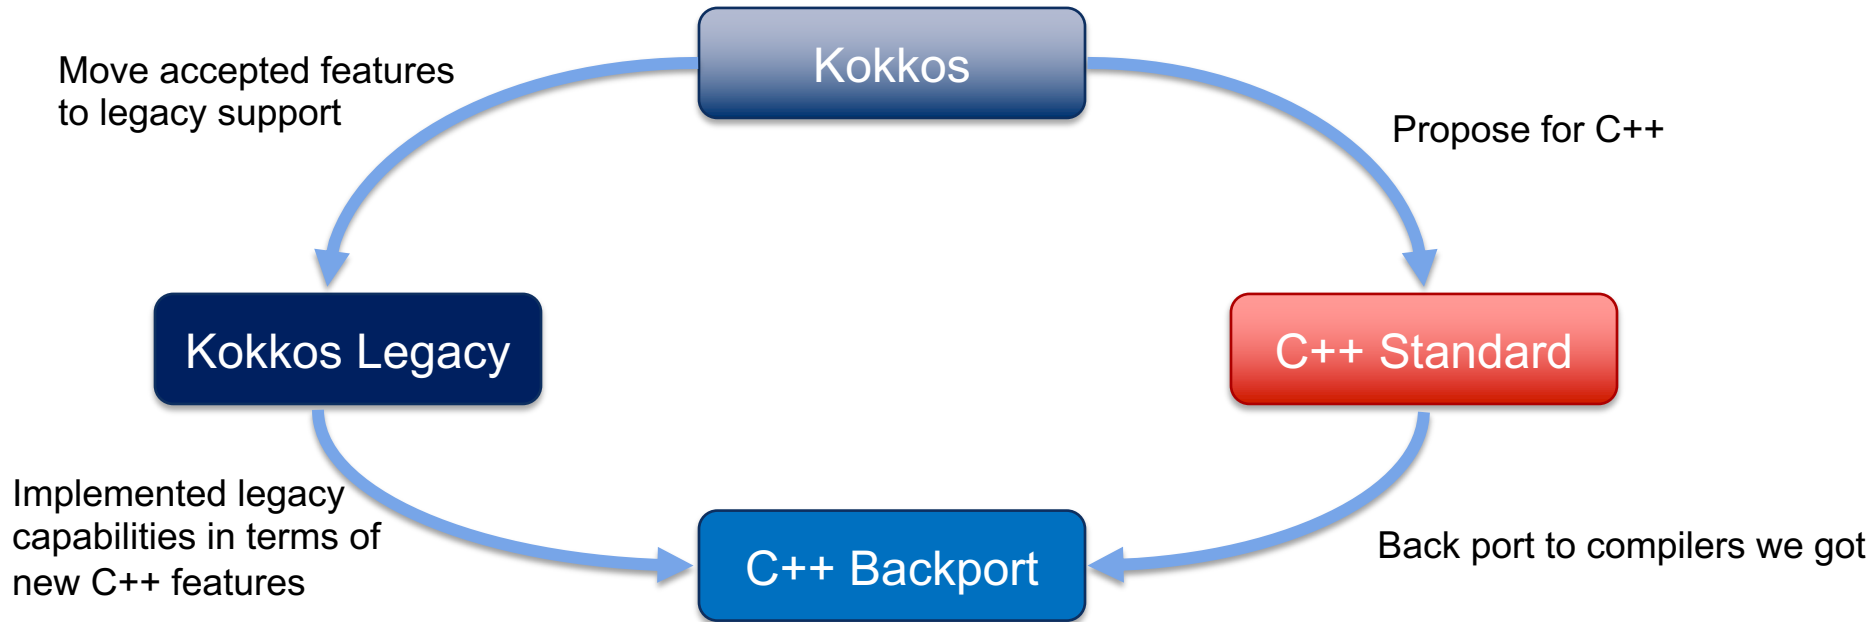 Kokkos
Move accepted features
to legacy support
Propose for C++
Kokkos Legacy
C++ Standard
Implemented legacy
capabilities in terms of
new C++ features
C++ Backport
Back port to compilers we got